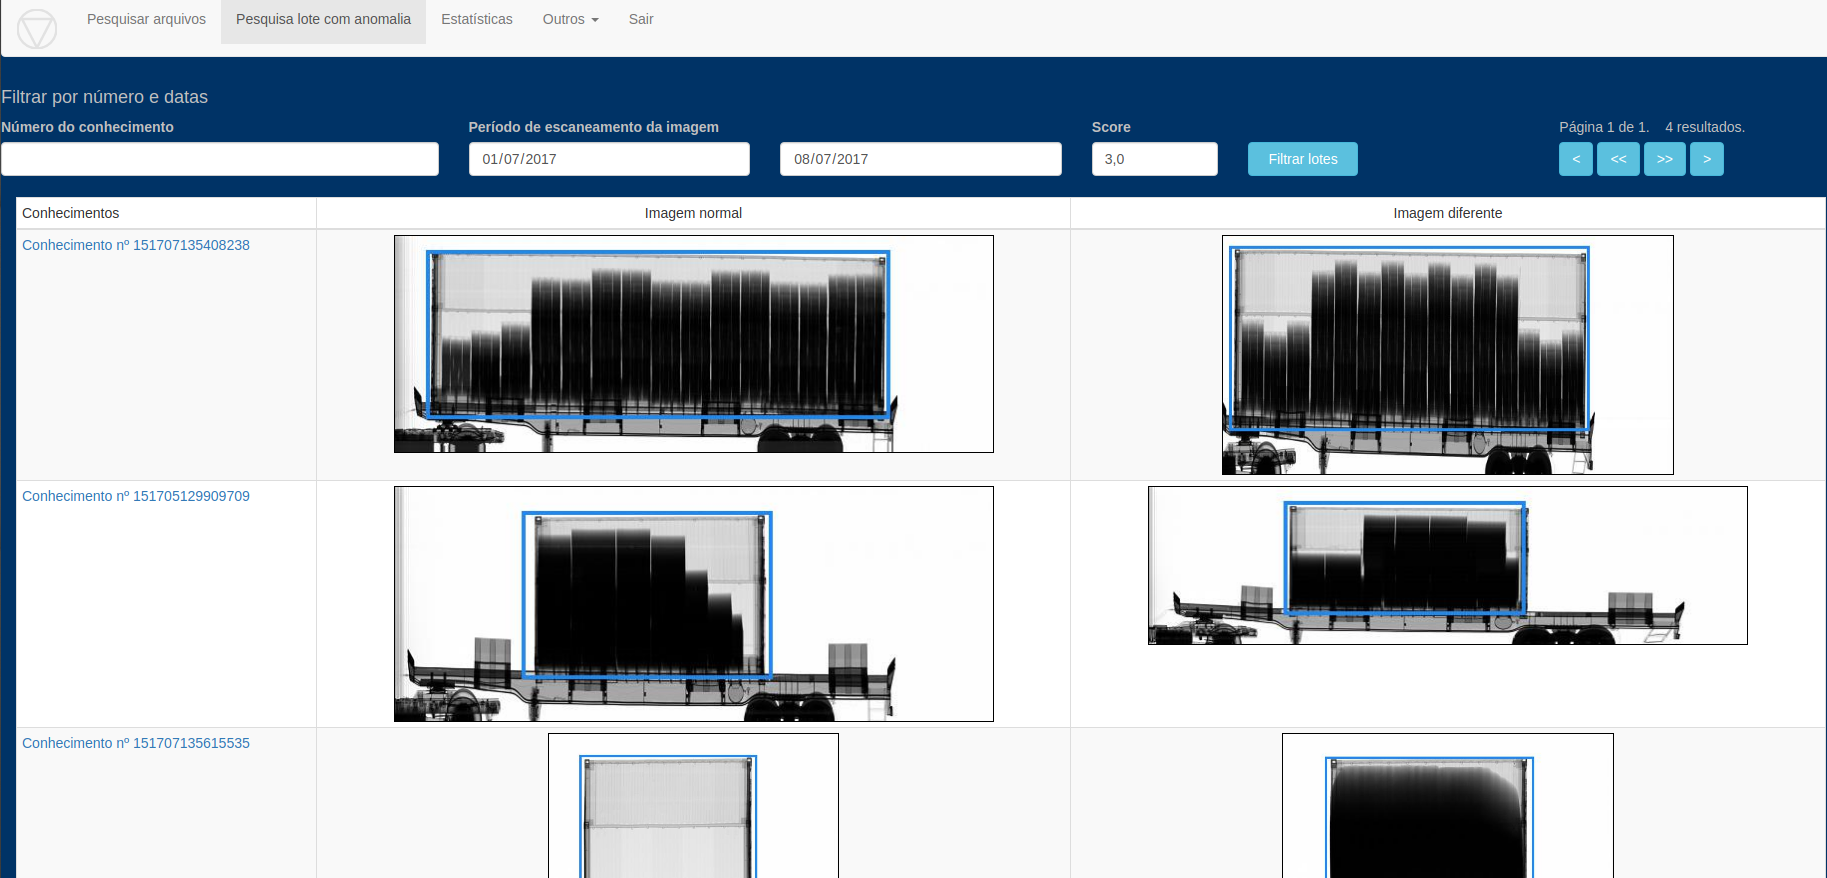 Pesquisar arquivos Pesquisa lote com anomalia Estatísticas Outros Sair
Filtrar por número e datas
Número do conhecimento Período de escaneamento da imagem Score Página 1 de 1. 4 resultados.
01/07/2017 08/07/2017 3,0 Filtrar lotes < << >> >
Conhecimentos Imagem normal Imagem diferente
Conhecimento nº 151707135408238
Conhecimento nº 151705129909709
Conhecimento nº 151707135615535